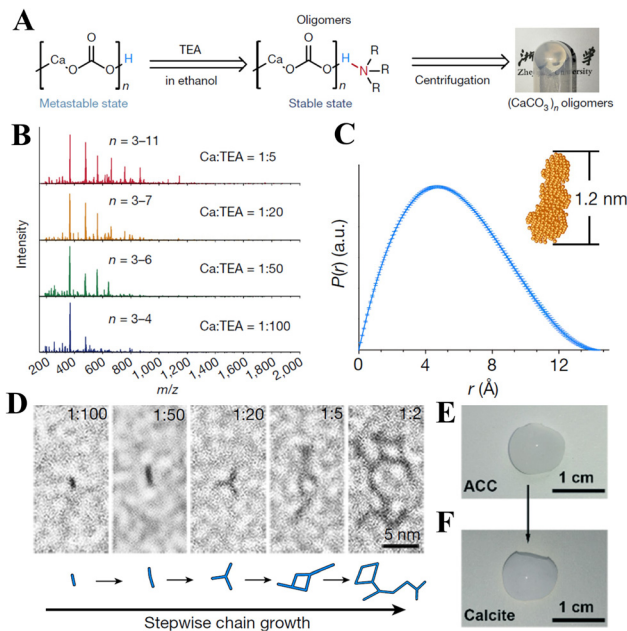 A
Oligomers
Ca
O
O
O
H
n
Metastable state
TEA
in ethanol
Ca
O
O
O
H
n
N
R
R
R
Stable state
Centrifugation
浙
学
(CaCO3)n oligomers
B
Intensity
n = 3–11
Ca:TEA = 1:5
n = 3–7
Ca:TEA = 1:20
n = 3–6
Ca:TEA = 1:50
n = 3–4
Ca:TEA = 1:100
200 400 600 800 1,000 1,200 1,400 1,600 1,800 2,000
m/z
C
P(r) (a.u.)
1.2 nm
0 4 8 12
r (Å)
D
1:100 1:50 1:20 1:5 1:2
5 nm
Stepwise chain growth
E
ACC
1 cm
F
Calcite
1 cm